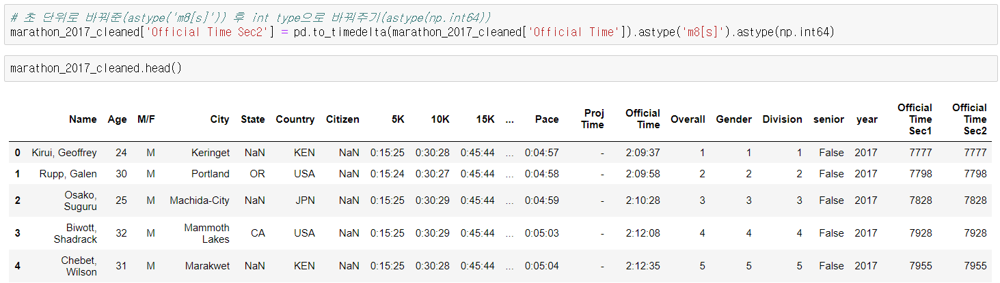 # 초 단위로 바꿔준(astype('m8[s]')) 후 int type으로 바꿔주기(astype(np.int64))
marathon_2017_cleaned['Official Time Sec2'] = pd.to_timedelta(marathon_2017_cleaned['Official Time']).astype('m8[s]').astype(np.int64)
marathon_2017_cleaned.head()
Name Age M/F City State Country Citizen 5K 10K 15K ... Pace Proj Time Official Time Overall Gender Division senior year Official Time Sec1 Official Time Sec2
0 Kirui, Geoffrey 24 M Keringet NaN KEN NaN 0:15:25 0:30:28 0:45:44 ... 0:04:57 - 2:09:37 1 1 1 False 2017 7777 7777
1 Rupp, Galen 30 M Portland OR USA NaN 0:15:24 0:30:27 0:45:44 ... 0:04:58 - 2:09:58 2 2 2 False 2017 7798 7798
2 Osako, Suguru 25 M Machida-City NaN JPN NaN 0:15:25 0:30:29 0:45:44 ... 0:04:59 - 2:10:28 3 3 3 False 2017 7828 7828
3 Biwott, Shadrack 32 M Mammoth Lakes CA USA NaN 0:15:25 0:30:29 0:45:44 ... 0:05:03 - 2:12:08 4 4 4 False 2017 7928 7928
4 Chebet, Wilson 31 M Marakwet NaN KEN NaN 0:15:25 0:30:28 0:45:44 ... 0:05:04 - 2:12:35 5 5 5 False 2017 7955 7955